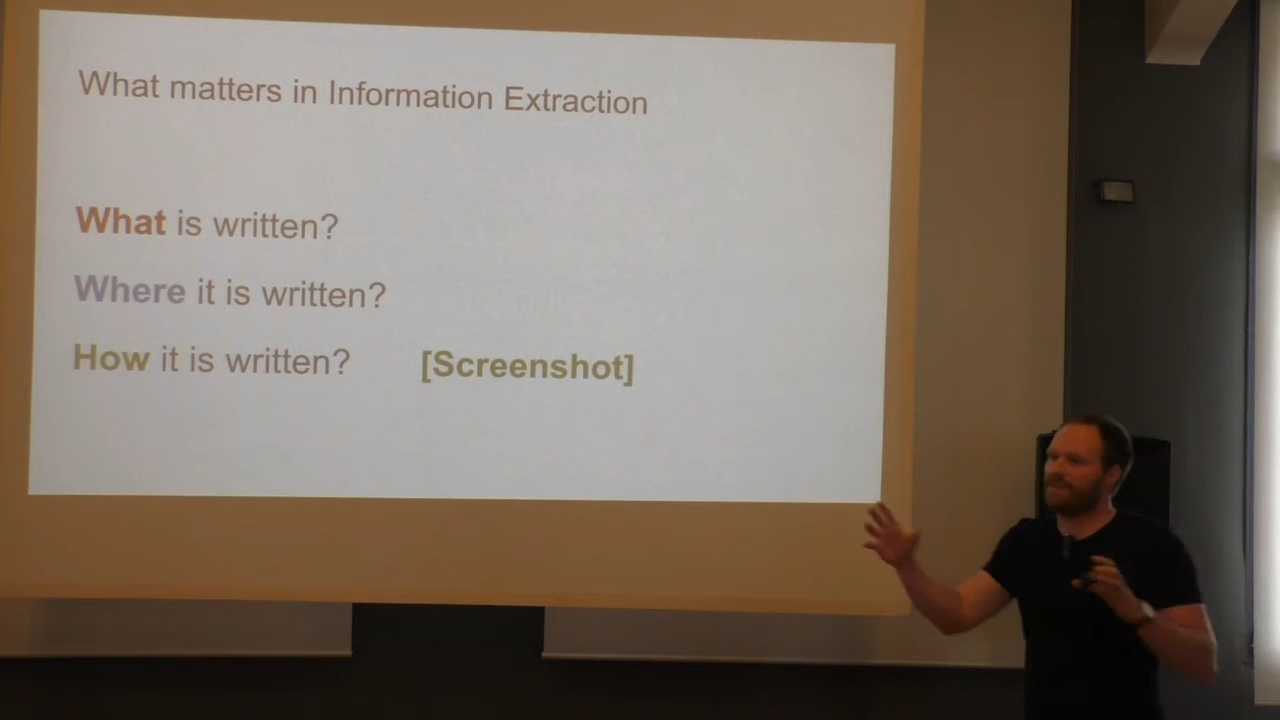 What matters in Information Extraction
What is written?
Where it is written?
How it is written? [Screenshot]